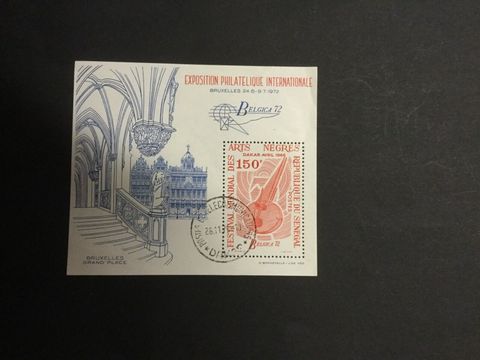 EXPOSITION PHILATELIQUE INTERNATIONALE
BRUXELLES 24.6-9.7.1972
BELGICA 72
FESTIVAL MONDIAL DES
ARTS NEGRES
DAKAR-AVRIL 1966
150F
REPUBLIQUE DU SENEGAL
POSTES
BELGICA 72
BRUXELLES
GRAND PLACE